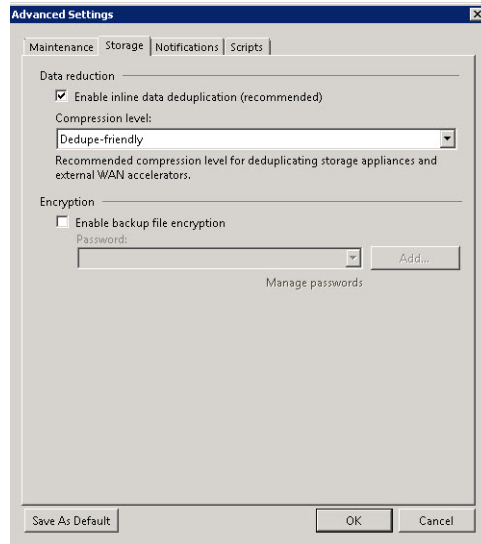 Advanced Settings
Maintenance Storage Notifications Scripts
Data reduction
Enable inline data deduplication (recommended)
Compression level:
Dedupe-friendly
Recommended compression level for deduplicating storage appliances and
external WAN accelerators.
Encryption
Enable backup file encryption
Password:
Add...
Manage passwords
Save As Default OK Cancel